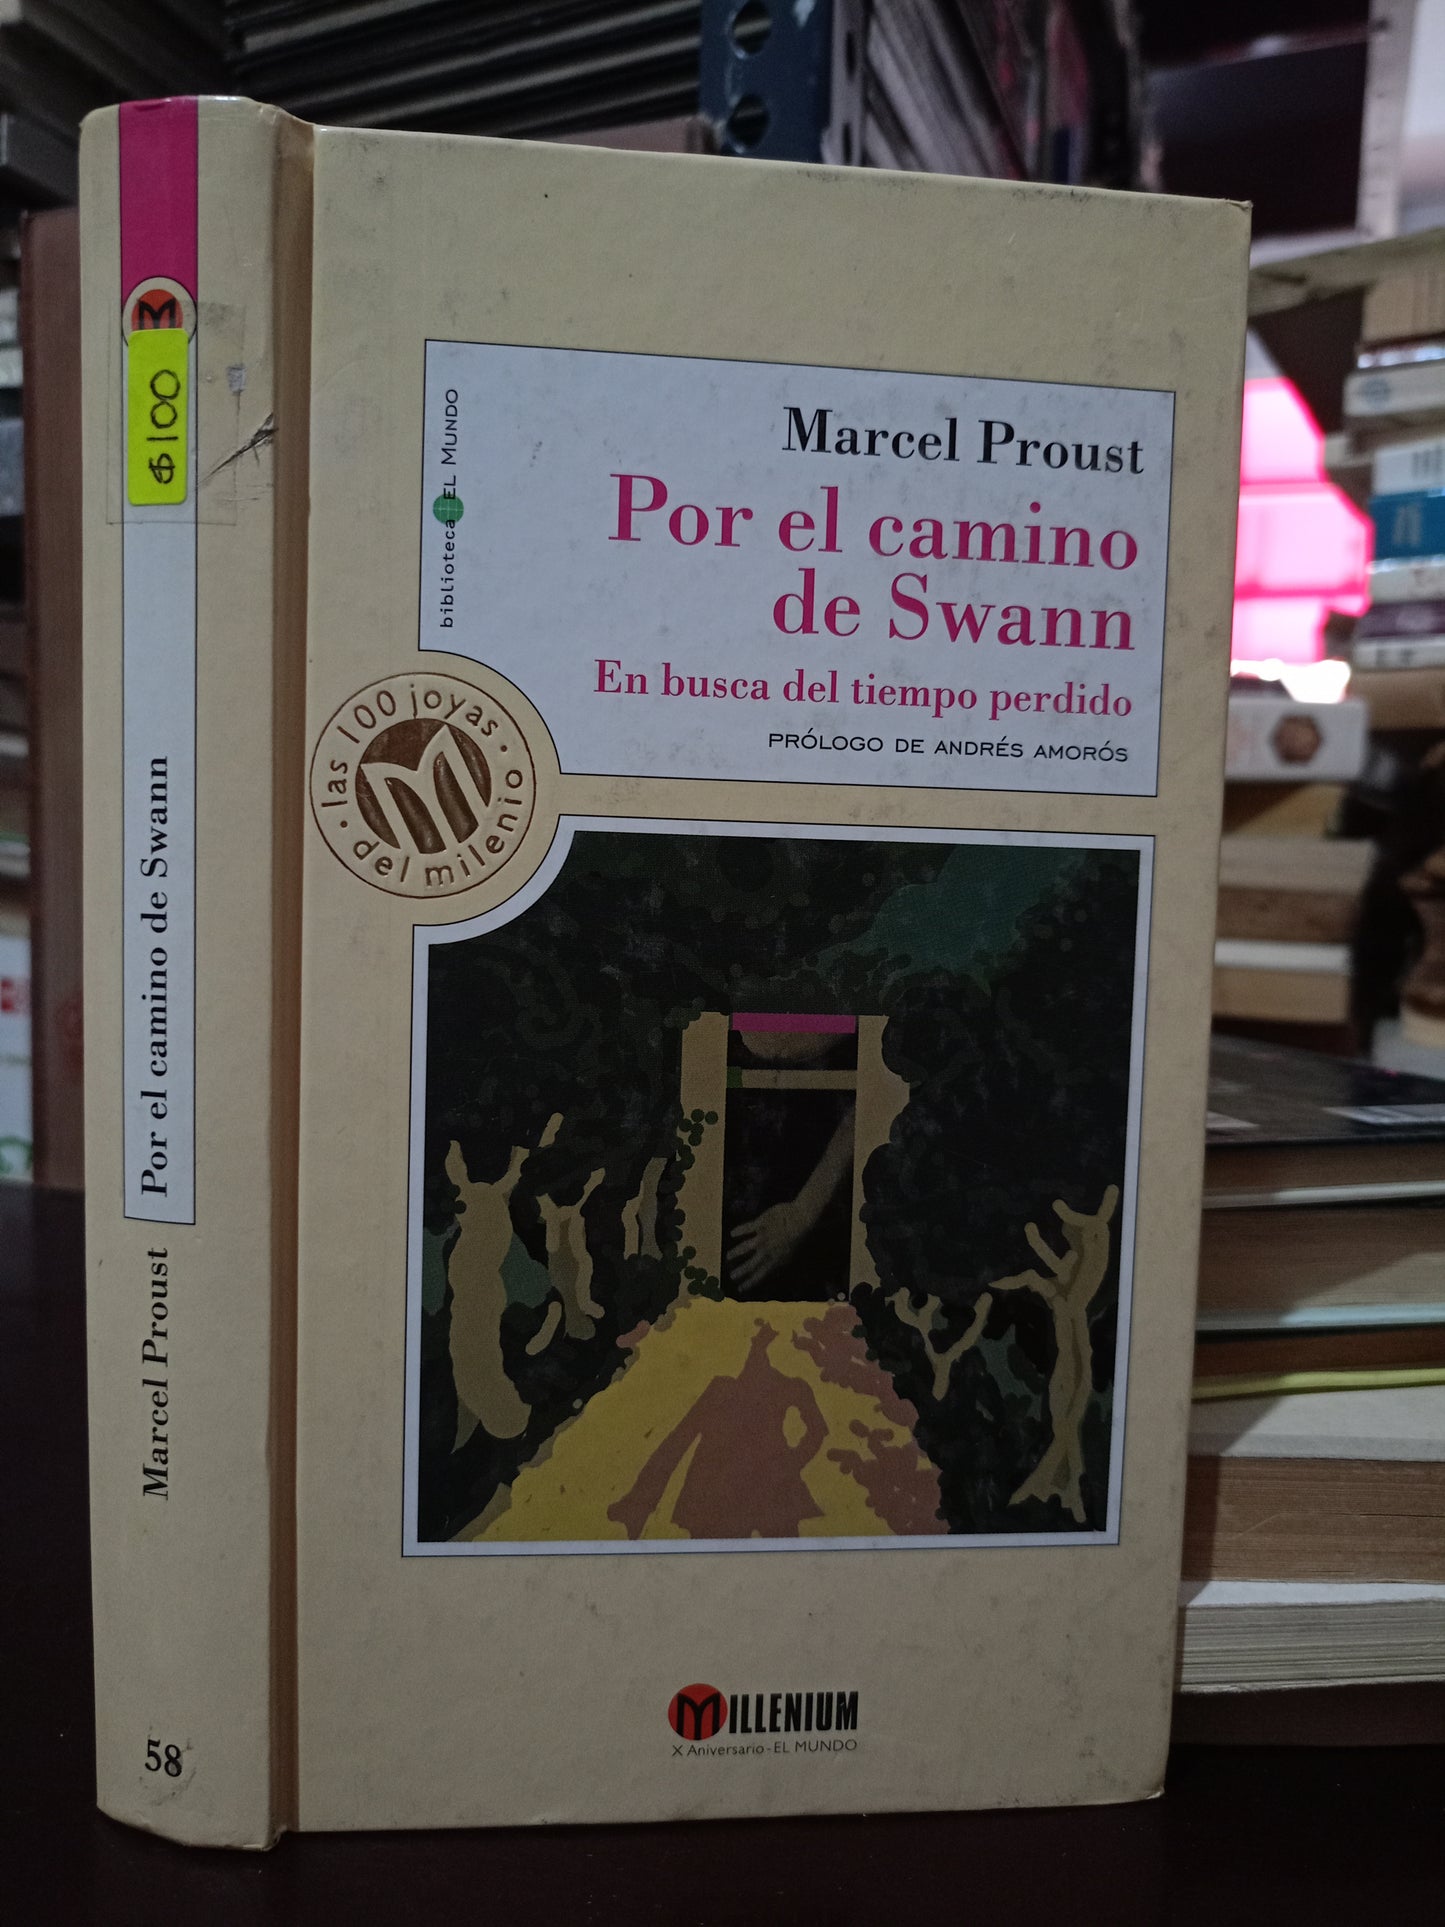 M
$100
Por el camino de Swann
Marcel Proust
58
biblioteca EL MUNDO
Marcel Proust
Por el camino
de Swann
En busca del tiempo perdido
PRÓLOGO DE ANDRÉS AMORÓS
· las 100 joyas ·
M
del milenio
MILLENIUM
X Aniversario - EL MUNDO